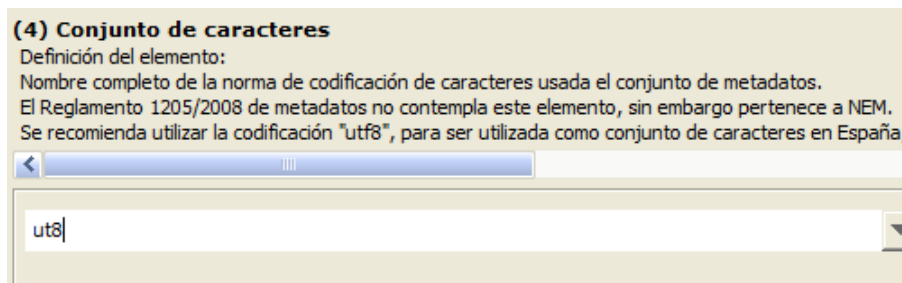 (4) Conjunto de caracteres
Definición del elemento:
Nombre completo de la norma de codificación de caracteres usada el conjunto de metadatos.
El Reglamento 1205/2008 de metadatos no contempla este elemento, sin embargo pertenece a NEM.
Se recomienda utilizar la codificación "utf8", para ser utilizada como conjunto de caracteres en España,
ut8